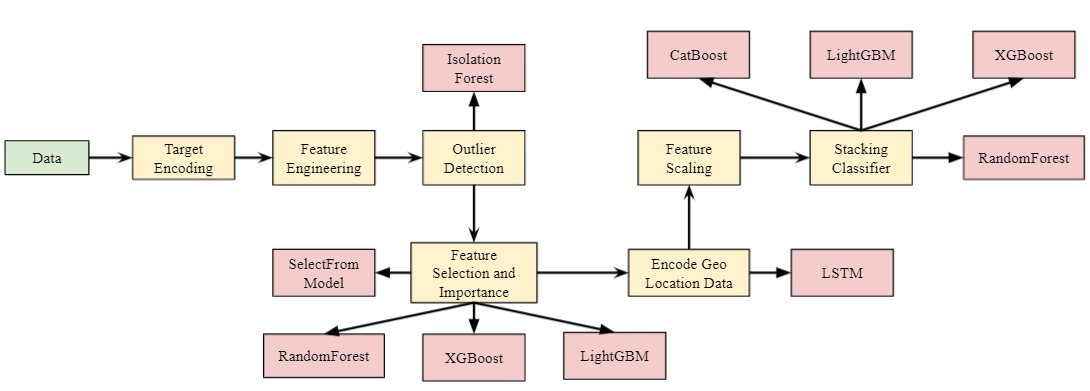 CatBoost
LightGBM
XGBoost
Isolation
Forest
Data
Target
Encoding
Feature
Engineering
Outlier
Detection
Feature
Scaling
Stacking
Classifier
RandomForest
SelectFrom
Model
Feature
Selection and
Importance
Encode Geo
Location Data
LSTM
RandomForest
XGBoost
LightGBM